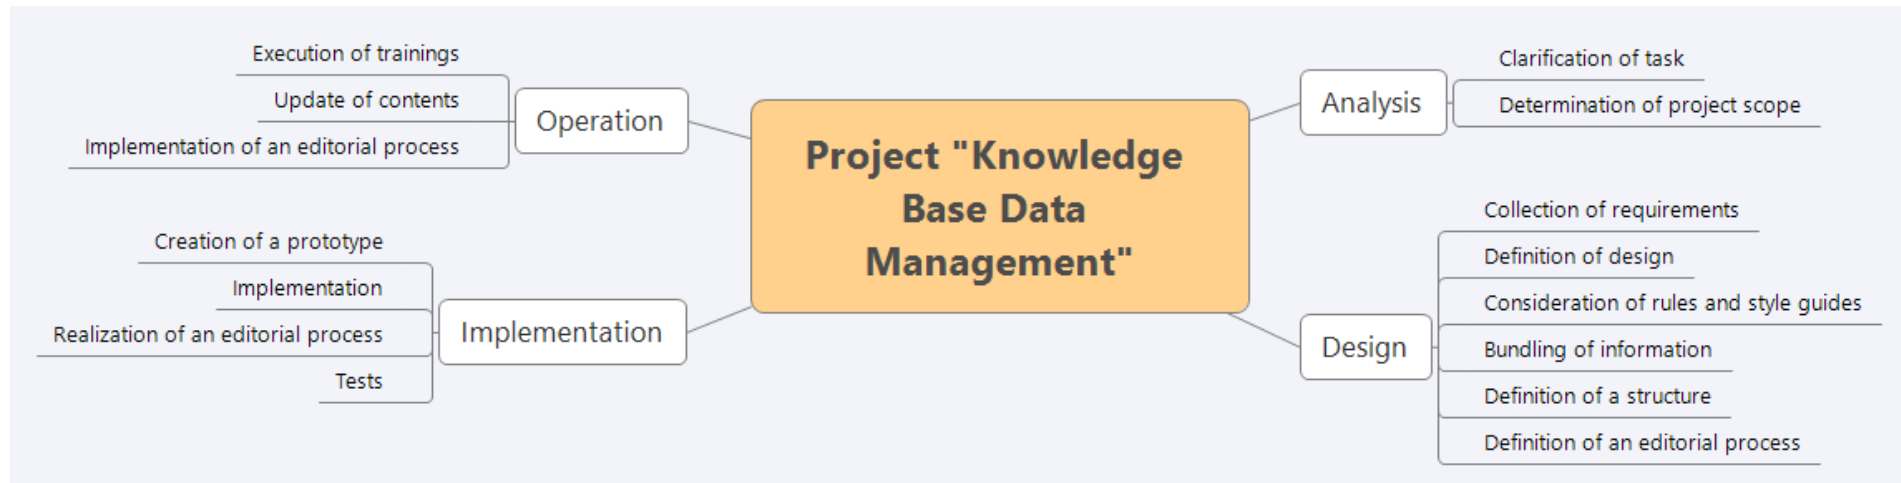 Project "Knowledge
Base Data
Management"
Analysis
Clarification of task
Determination of project scope
Design
Collection of requirements
Definition of design
Consideration of rules and style guides
Bundling of information
Definition of a structure
Definition of an editorial process
Operation
Execution of trainings
Update of contents
Implementation of an editorial process
Implementation
Creation of a prototype
Implementation
Realization of an editorial process
Tests